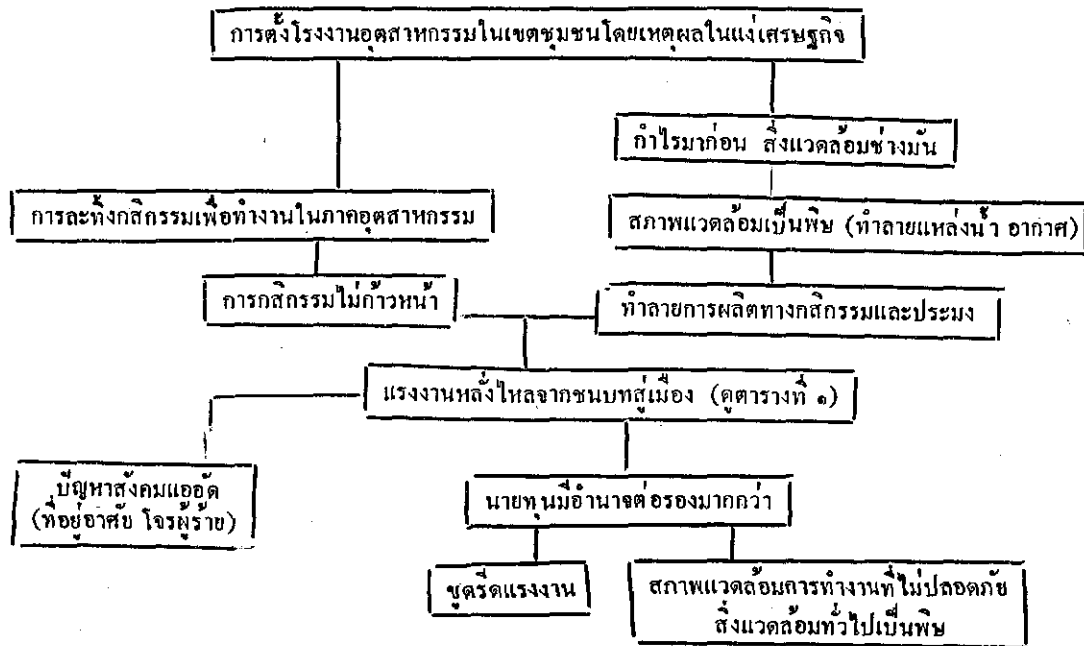 การตั้งโรงงานอุตสาหกรรมในเขตชุมชนโดยเหตุผลในแง่เศรษฐกิจ
กำไรมาก่อน สิ่งแวดล้อมช่างมัน
การละทิ้งกสิกรรมเพื่อทำงานในภาคอุตสาหกรรม
สภาพแวดล้อมเป็นพิษ (ทำลายแหล่งน้ำ อากาศ)
การกสิกรรมไม่ก้าวหน้า
ทำลายการผลิตทางกสิกรรมและประมง
แรงงานหลั่งไหลจากชนบทสู่เมือง (ดูตารางที่ ๑)
ปัญหาสังคมแออัด
(ที่อยู่อาศัย โจรผู้ร้าย)
นายทุนมีอำนาจต่อรองมากกว่า
ขูดรีดแรงงาน
สภาพแวดล้อมการทำงานที่ไม่ปลอดภัย
สิ่งแวดล้อมทั่วไปเป็นพิษ